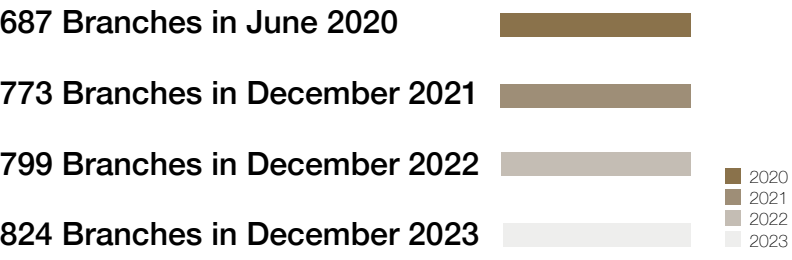 687 Branches in June 2020
773 Branches in December 2021
799 Branches in December 2022
824 Branches in December 2023
2020
2021
2022
2023